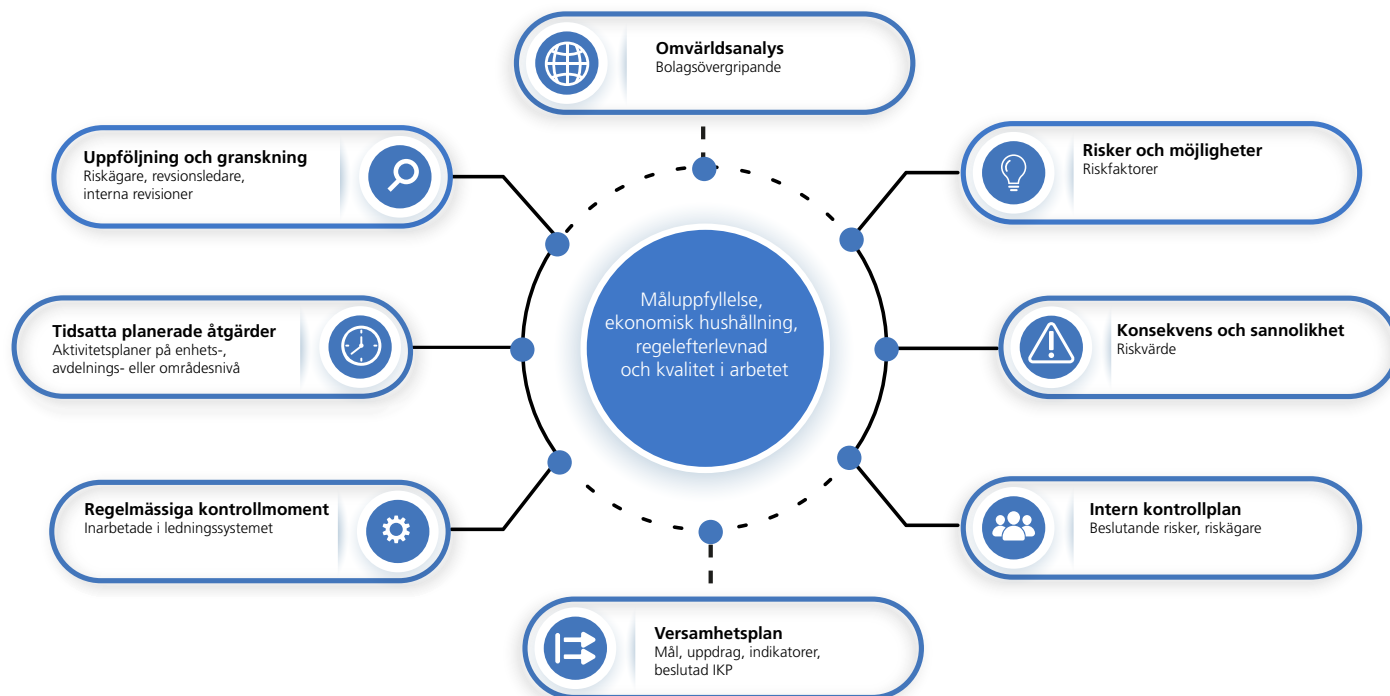 Omvärldsanalys
Bolagsövergripande
Risker och möjligheter
Riskfaktorer
Konsekvens och sannolikhet
Riskvärde
Intern kontrollplan
Beslutande risker, riskägare
Versamhetsplan
Mål, uppdrag, indikatorer,
beslutad IKP
Regelmässiga kontrollmoment
Inarbetade i ledningssystemet
Tidsatta planerade åtgärder
Aktivitetsplaner på enhets-,
avdelnings- eller områdesnivå
Uppföljning och granskning
Riskägare, revsionsledare,
interna revisioner
Måluppfyllelse,
ekonomisk hushållning,
regelefterlevnad
och kvalitet i arbetet